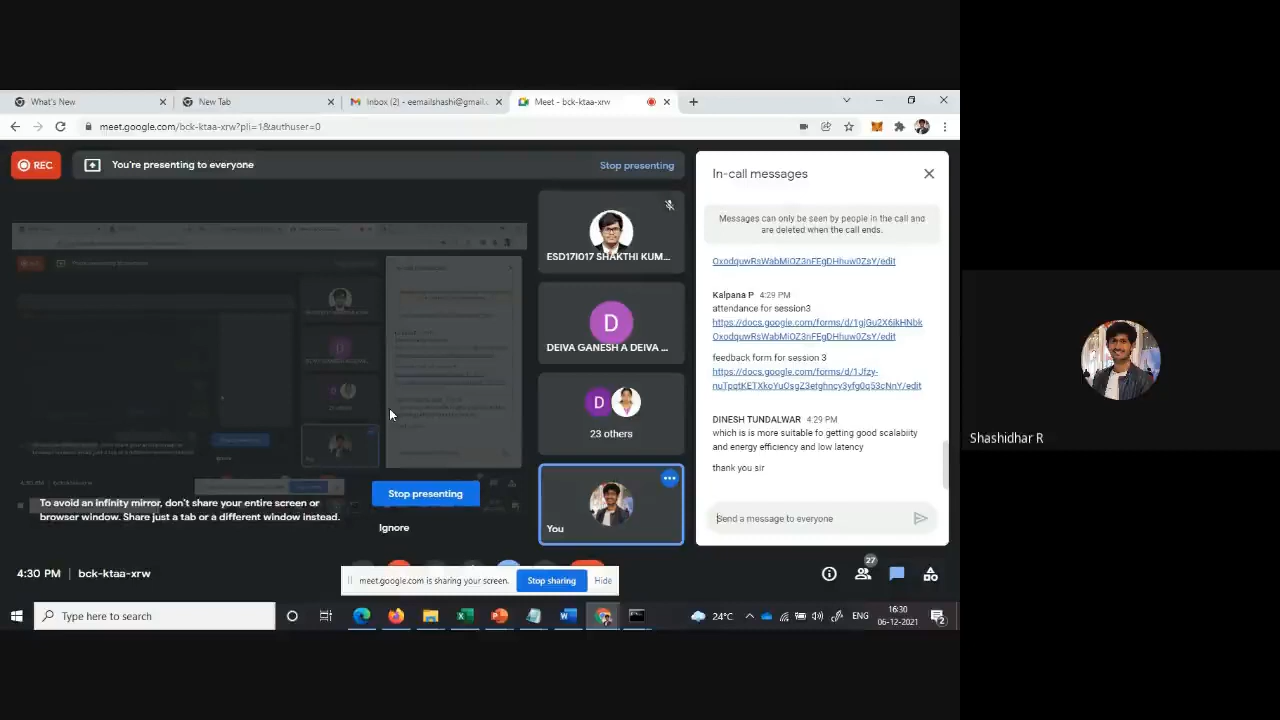 What's New
New Tab
Inbox (2) - eemailshashi@gmail.
Meet - bck-ktaa-xrw
meet.google.com/bck-ktaa-xrw?pli=1&authuser=0
REC
You're presenting to everyone
Stop presenting
In-call messages
Messages can only be seen by people in the call and
are deleted when the call ends.
OxodquwRsWabMiOZ3nFEgDHhuw0ZsY/edit
Kalpana P 4:29 PM
attendance for session3
https://docs.google.com/forms/d/1gjGu2X6ikHNbk
OxodquwRsWabMiOZ3nFEgDHhuw0ZsY/edit
feedback form for session 3
https://docs.google.com/forms/d/1Jfzy-
nuTpqtKETXkoYuOsgZ3etghncy3yfg0q53cNnY/edit
DINESH TUNDALWAR 4:29 PM
which is is more suitable fo getting good scalability
and energy efficiency and low latency
thank you sir
Send a message to everyone
ESD17I017 SHAKTHI KUM...
D
DEIVA GANESH A DEIVA ...
D
23 others
You
To avoid an infinity mirror, don't share your entire screen or
browser window. Share just a tab or a different window instead.
Stop presenting
Ignore
4:30 PM | bck-ktaa-xrw
meet.google.com is sharing your screen.
Stop sharing
Hide
27
Type here to search
24°C
ENG
16:30
06-12-2021
2
Shashidhar R